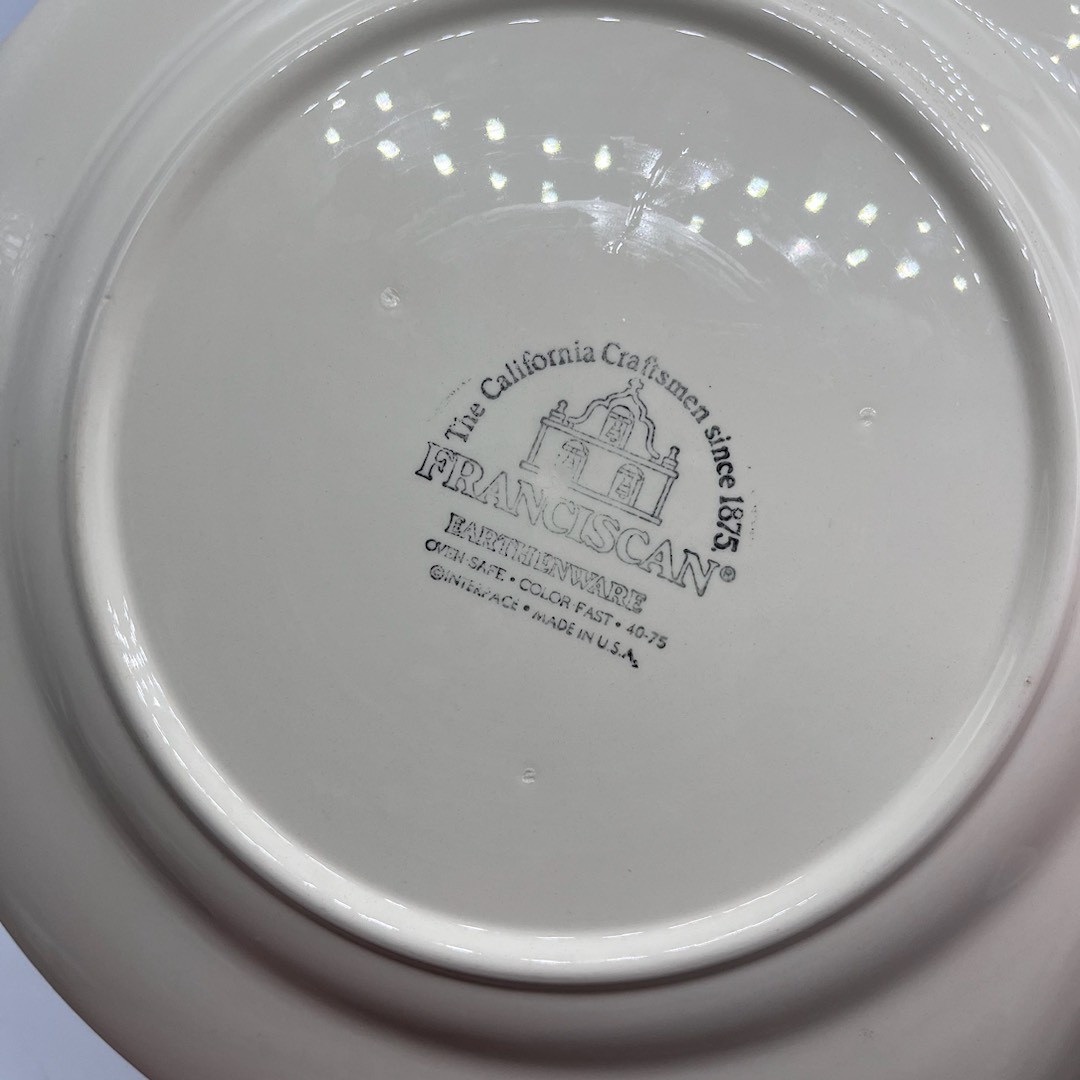 The California Craftsmen since 1875.®
FRANCISCAN
EARTHENWARE
OVEN-SAFE • COLOR FAST • 40-75
©INTERPACE • MADE IN U.S.A.